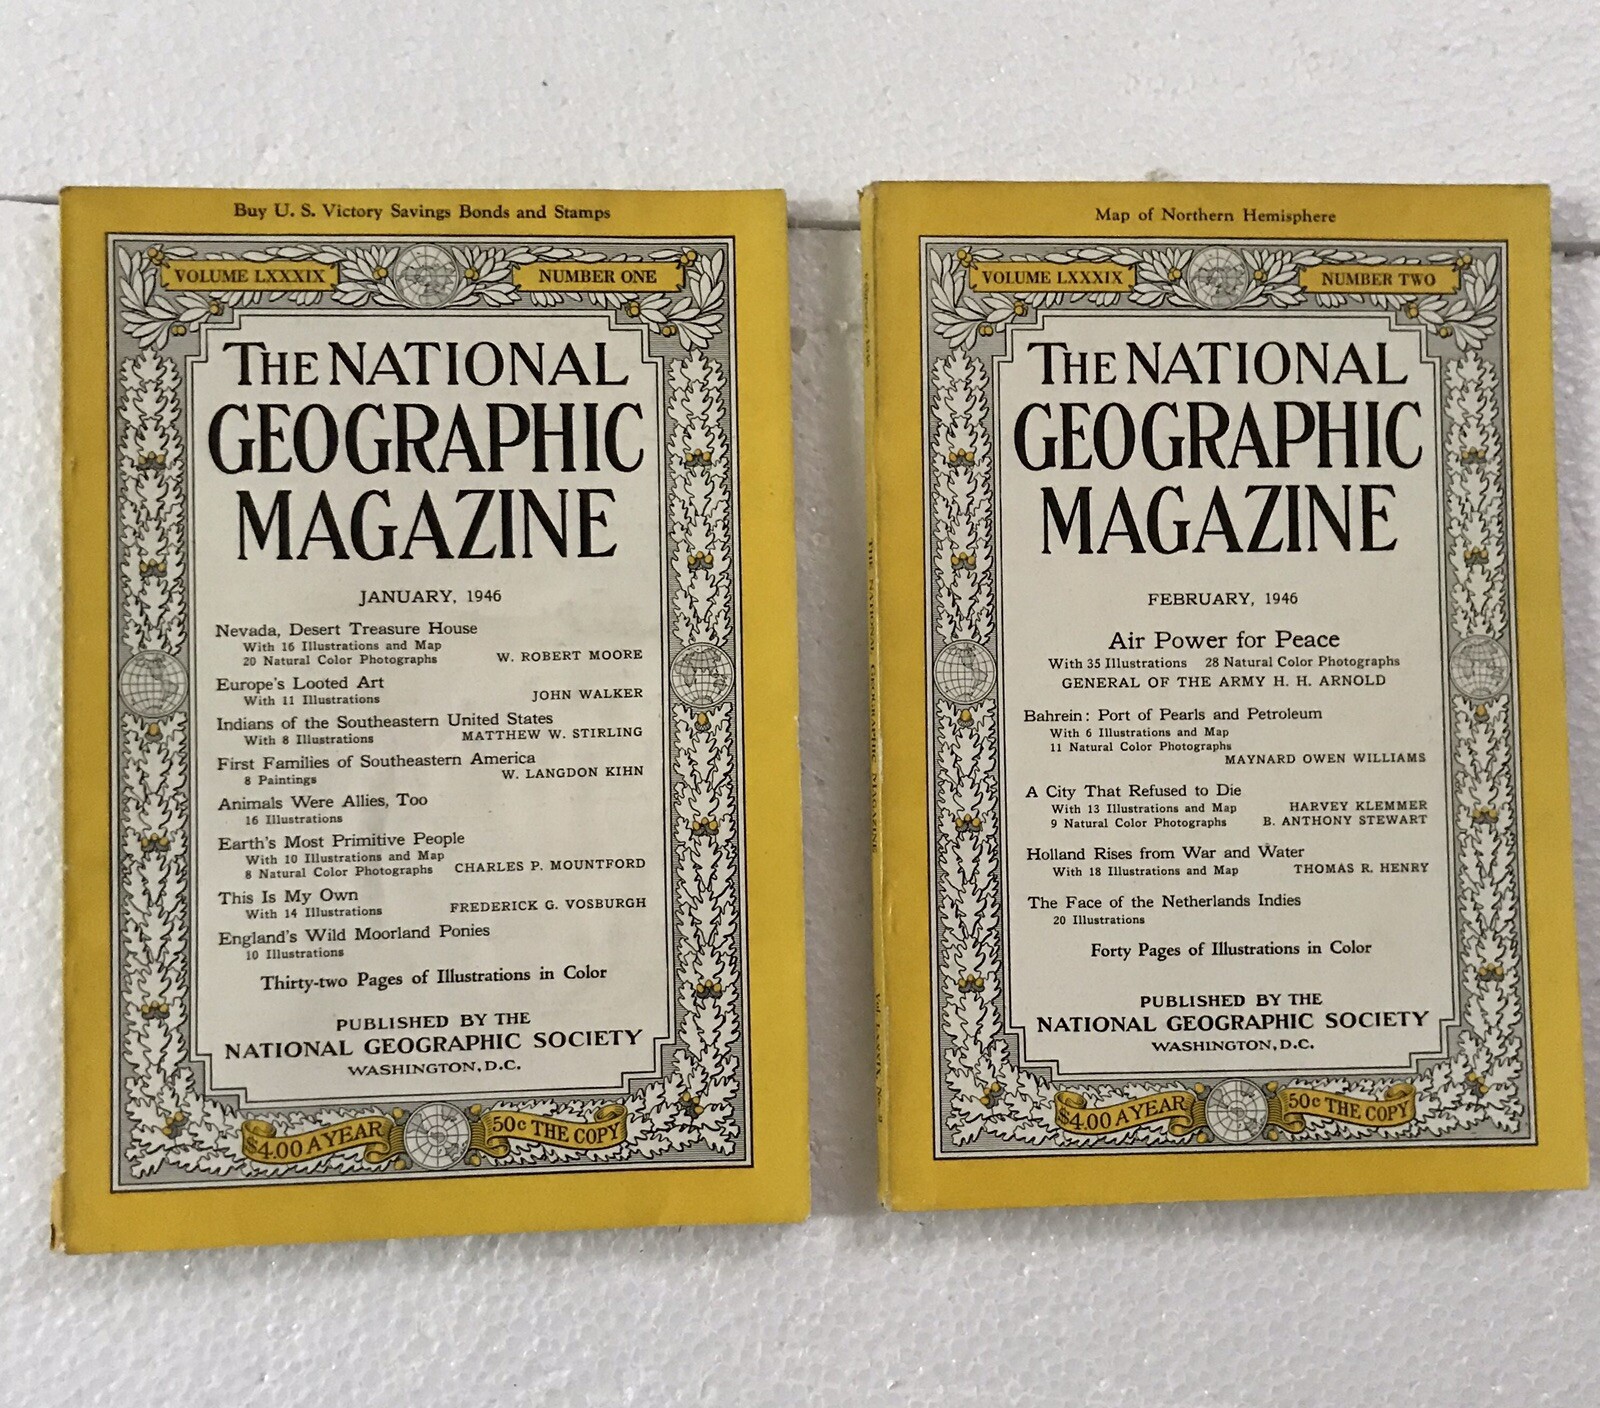 Buy U. S. Victory Savings Bonds and Stamps
VOLUME LXXXIX
NUMBER ONE
THE NATIONAL
GEOGRAPHIC
MAGAZINE
JANUARY, 1946
Nevada, Desert Treasure House
With 16 Illustrations and Map
20 Natural Color Photographs W. ROBERT MOORE
Europe's Looted Art
With 11 Illustrations JOHN WALKER
Indians of the Southeastern United States
With 8 Illustrations MATTHEW W. STIRLING
First Families of Southeastern America
8 Paintings W. LANGDON KIHN
Animals Were Allies, Too
16 Illustrations
Earth's Most Primitive People
With 10 Illustrations and Map
8 Natural Color Photographs CHARLES P. MOUNTFORD
This Is My Own
With 14 Illustrations FREDERICK G. VOSBURGH
England's Wild Moorland Ponies
10 Illustrations
Thirty-two Pages of Illustrations in Color
PUBLISHED BY THE
NATIONAL GEOGRAPHIC SOCIETY
WASHINGTON, D.C.
$4.00 A YEAR
50c THE COPY
Map of Northern Hemisphere
VOLUME LXXXIX
NUMBER TWO
THE NATIONAL
GEOGRAPHIC
MAGAZINE
FEBRUARY, 1946
Air Power for Peace
With 35 Illustrations 28 Natural Color Photographs
GENERAL OF THE ARMY H. H. ARNOLD
Bahrein: Port of Pearls and Petroleum
With 6 Illustrations and Map
11 Natural Color Photographs
MAYNARD OWEN WILLIAMS
A City That Refused to Die
With 13 Illustrations and Map HARVEY KLEMMER
9 Natural Color Photographs B. ANTHONY STEWART
Holland Rises from War and Water
With 18 Illustrations and Map THOMAS R. HENRY
The Face of the Netherlands Indies
20 Illustrations
Forty Pages of Illustrations in Color
PUBLISHED BY THE
NATIONAL GEOGRAPHIC SOCIETY
WASHINGTON, D.C.
$4.00 A YEAR
50c THE COPY
THE NATIONAL GEOGRAPHIC MAGAZINE